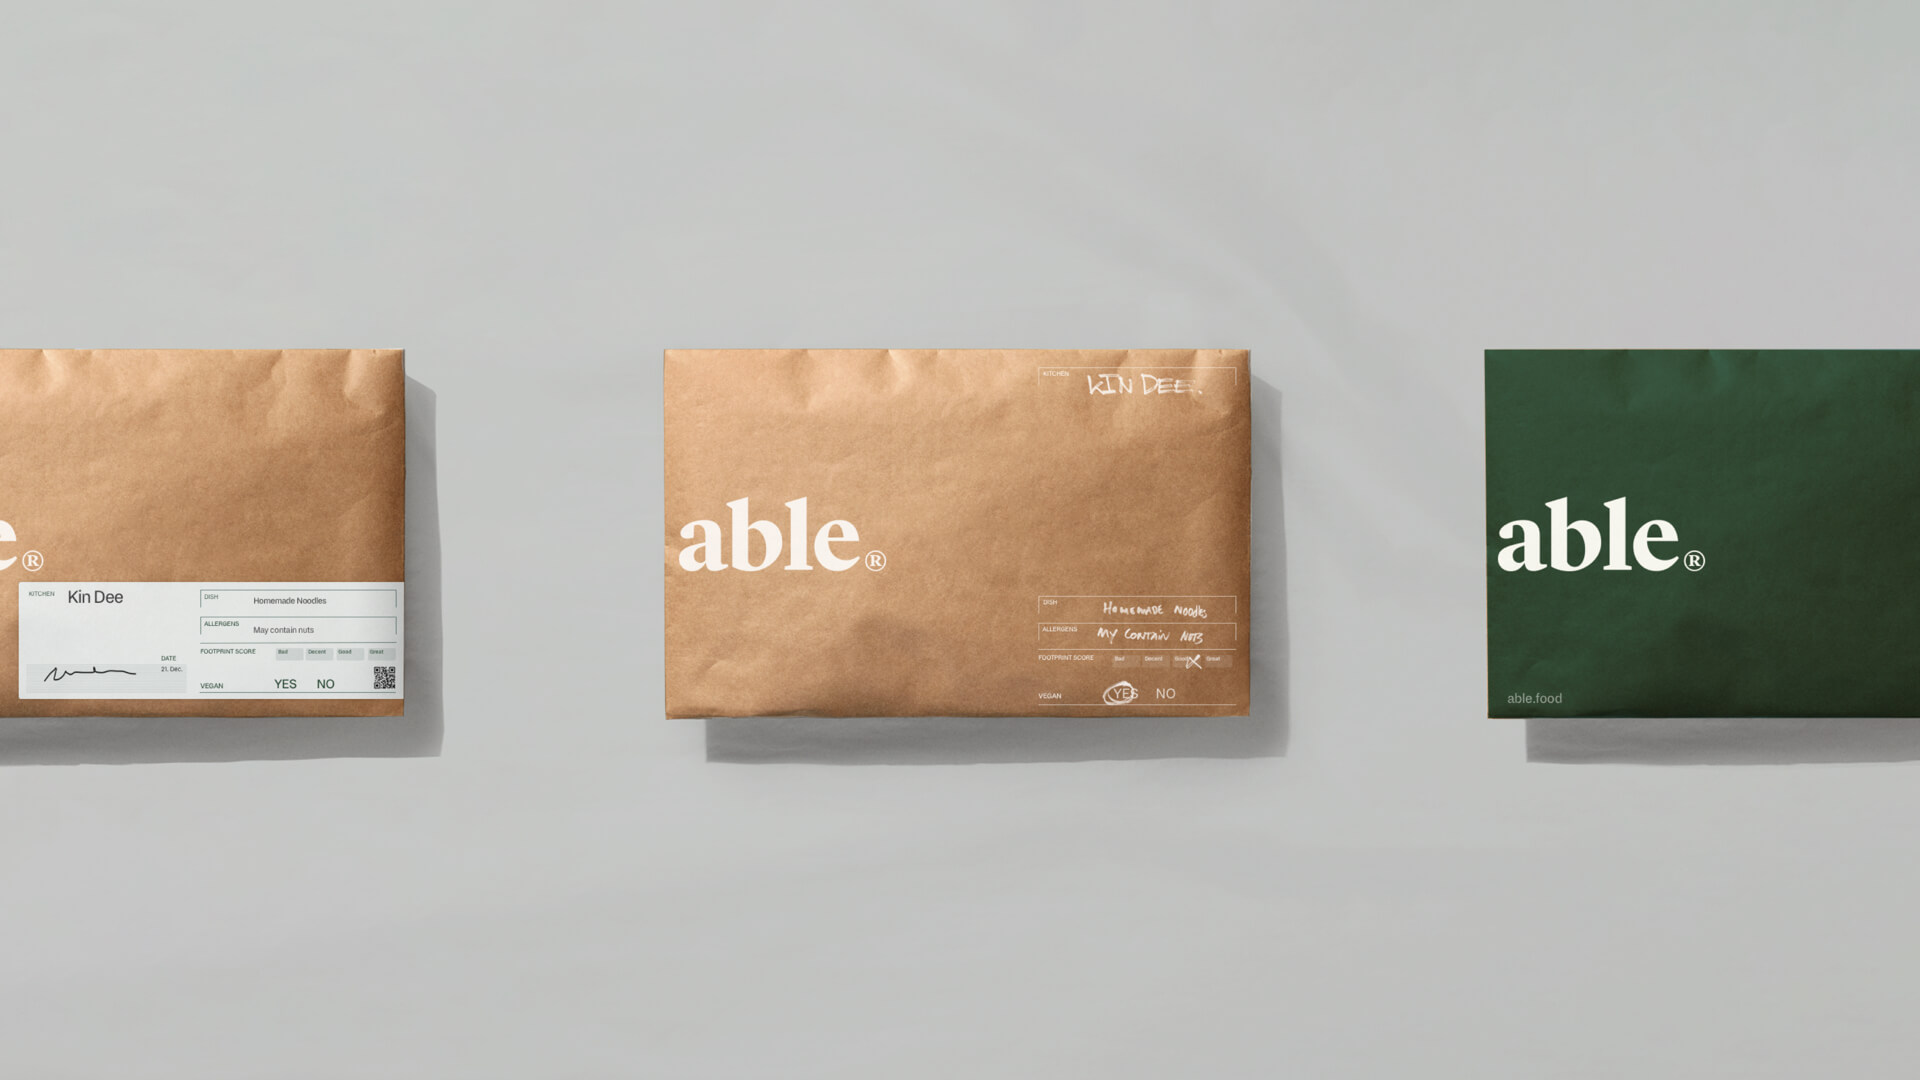 e®
KITCHEN Kin Dee
DATE
21. Dec.
DISH Homemade Noodles
ALLERGENS May contain nuts
FOOTPRINT SCORE Bad Decent Good Great
VEGAN YES NO
KITCHEN KIN DEE.
able®
DISH HOMEMADE NOODLES
ALLERGENS MY CONTAIN NUTS
FOOTPRINT SCORE Bad Decent Good Great
VEGAN YES NO
able®
able.food